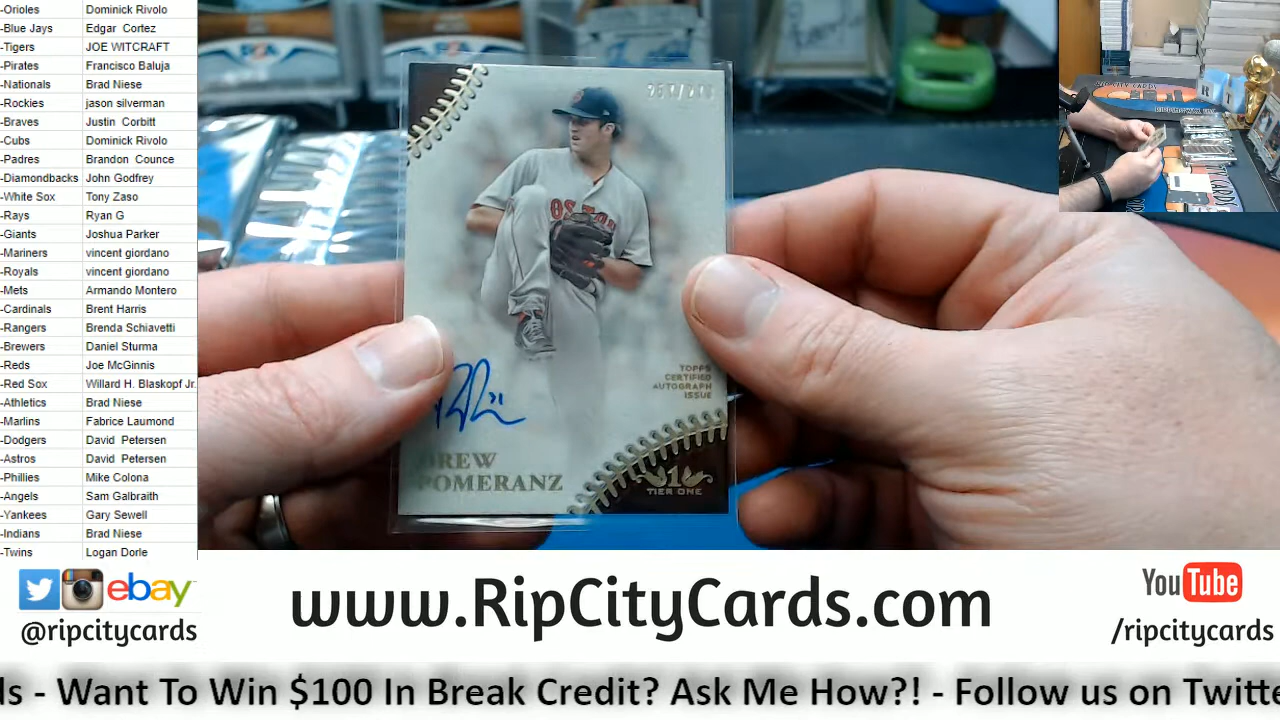 -Orioles Dominick Rivolo
-Blue Jays Edgar Cortez
-Tigers JOE WITCRAFT
-Pirates Francisco Baluja
-Nationals Brad Niese
-Rockies jason silverman
-Braves Justin Corbitt
-Cubs Dominick Rivolo
-Padres Brandon Counce
-Diamondbacks John Godfrey
-White Sox Tony Zaso
-Rays Ryan G
-Giants Joshua Parker
-Mariners vincent giordano
-Royals vincent giordano
-Mets Armando Montero
-Cardinals Brent Harris
-Rangers Brenda Schiavetti
-Brewers Daniel Sturma
-Reds Joe McGinnis
-Red Sox Willard H. Blaskopf Jr.
-Athletics Brad Niese
-Marlins Fabrice Laumond
-Dodgers David Petersen
-Astros David Petersen
-Phillies Mike Colona
-Angels Sam Galbraith
-Yankees Gary Sewell
-Indians Brad Niese
-Twins Logan Dorle
TOPPS
CERTIFIED
AUTOGRAPH
ISSUE
DREW
POMERANZ
1
TIER ONE
RIP CITY CARDS
ebay
@ripcitycards
www.RipCityCards.com
YouTube
/ripcitycards
ds - Want To Win $100 In Break Credit? Ask Me How?! - Follow us on Twitte